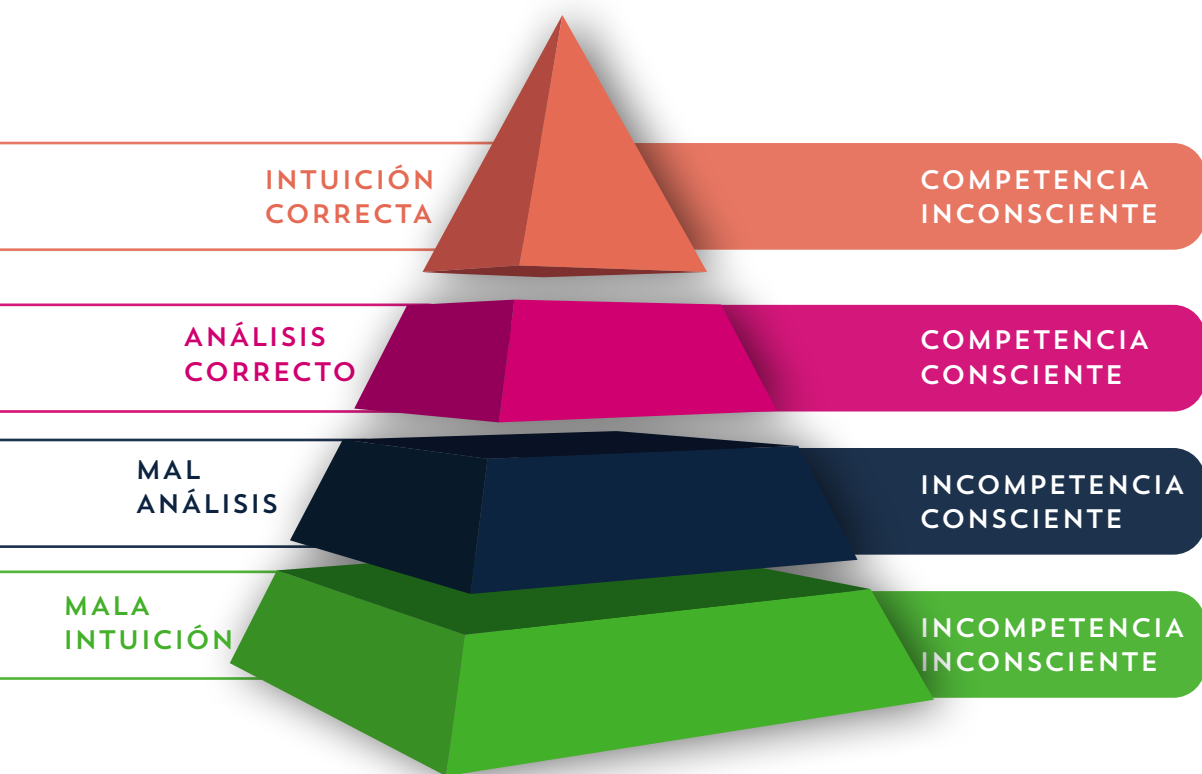 INTUICIÓN
CORRECTA
COMPETENCIA
INCONSCIENTE
ANÁLISIS
CORRECTO
COMPETENCIA
CONSCIENTE
MAL
ANÁLISIS
INCOMPETENCIA
CONSCIENTE
MALA
INTUICIÓN
INCOMPETENCIA
INCONSCIENTE